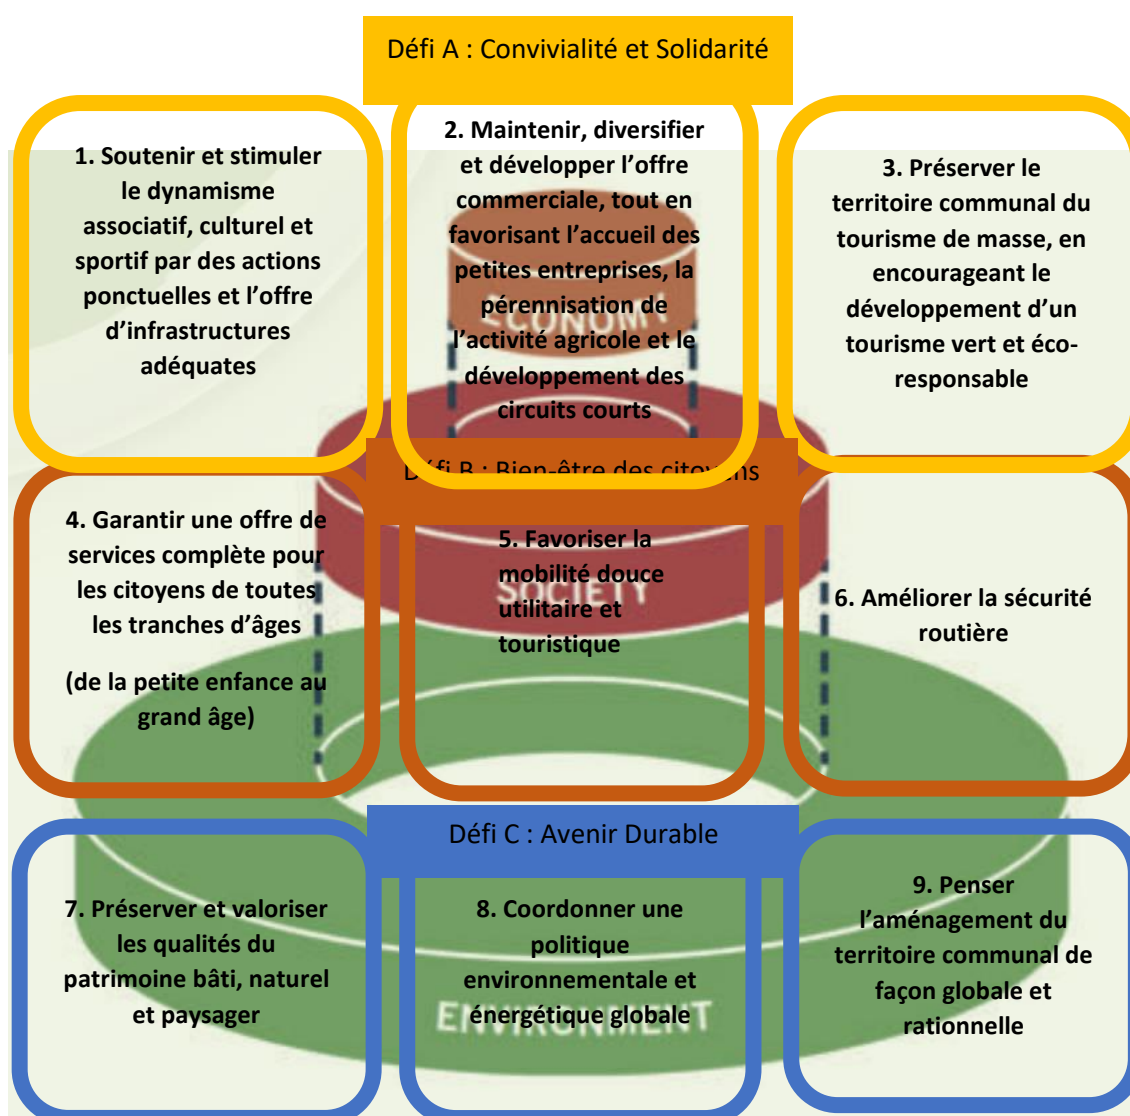 Défi A : Convivialité et Solidarité
1. Soutenir et stimuler
le dynamisme
associatif, culturel et
sportif par des actions
ponctuelles et l’offre
d’infrastructures
adéquates
2. Maintenir, diversifier
et développer l’offre
commerciale, tout en
favorisant l’accueil des
petites entreprises, la
pérennisation de
l’activité agricole et le
développement des
circuits courts
3. Préserver le
territoire communal du
tourisme de masse, en
encourageant le
développement d’un
tourisme vert et éco-
responsable
ECONOMY
Défi B : Bien-être des citoyens
4. Garantir une offre de
services complète pour
les citoyens de toutes
les tranches d’âges
(de la petite enfance au
grand âge)
5. Favoriser la
mobilité douce
utilitaire et
touristique
6. Améliorer la sécurité
routière
SOCIETY
Défi C : Avenir Durable
7. Préserver et valoriser
les qualités du
patrimoine bâti, naturel
et paysager
8. Coordonner une
politique
environnementale et
énergétique globale
9. Penser
l’aménagement du
territoire communal de
façon globale et
rationnelle
ENVIRONMENT